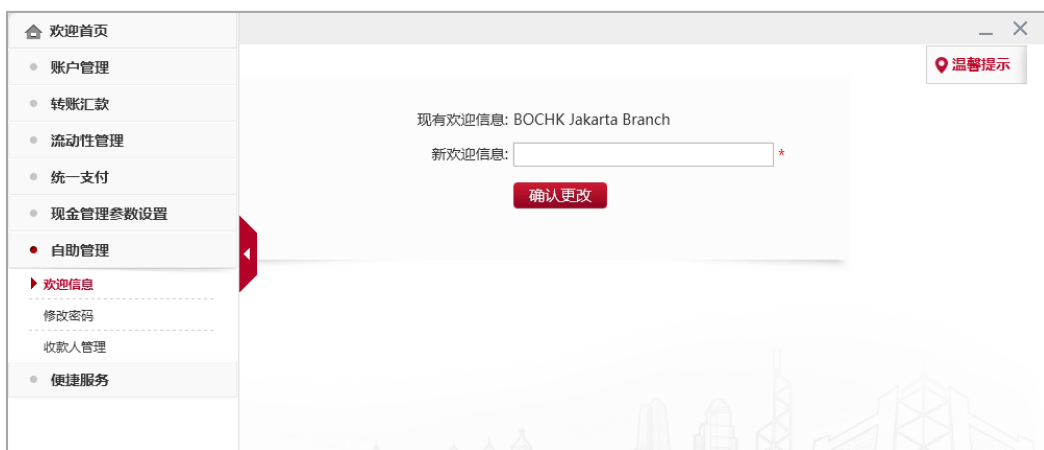 欢迎首页
账户管理
转账汇款
流动性管理
统一支付
现金管理参数设置
自助管理
欢迎信息
修改密码
收款人管理
便捷服务
温馨提示
现有欢迎信息: BOCHK Jakarta Branch
新欢迎信息: *
确认更改